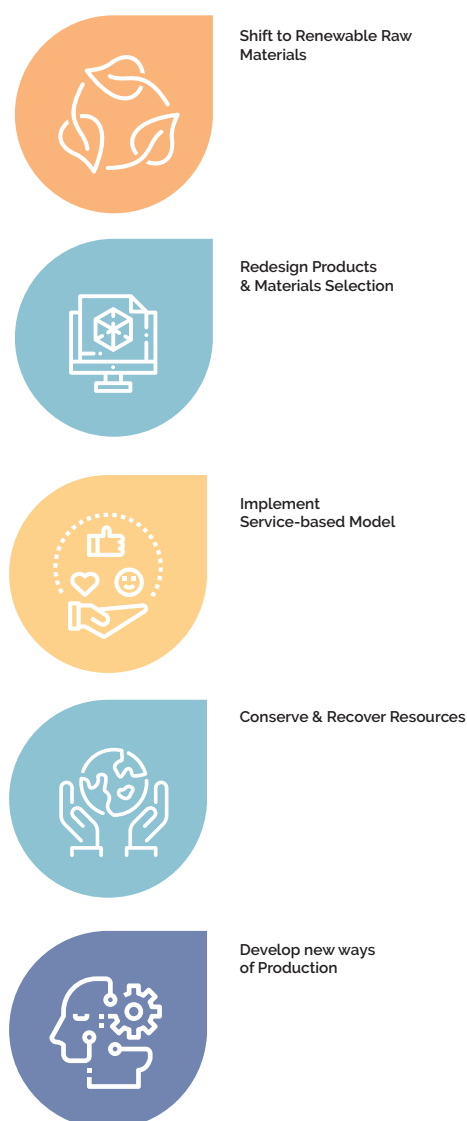 Shift to Renewable Raw
Materials
Redesign Products
& Materials Selection
Implement
Service-based Model
Conserve & Recover Resources
Develop new ways
of Production